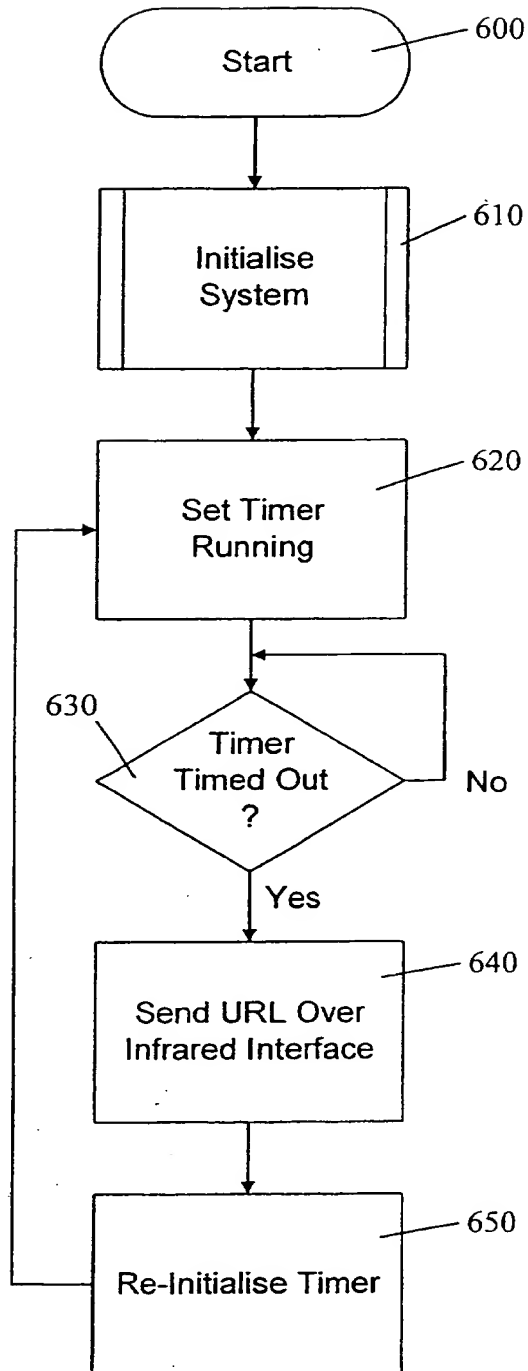 Start
600
Initialise
System
610
Set Timer
Running
620
630
Timer
Timed Out
?
No
Yes
Send URL Over
Infrared Interface
640
Re-Initialise Timer
650